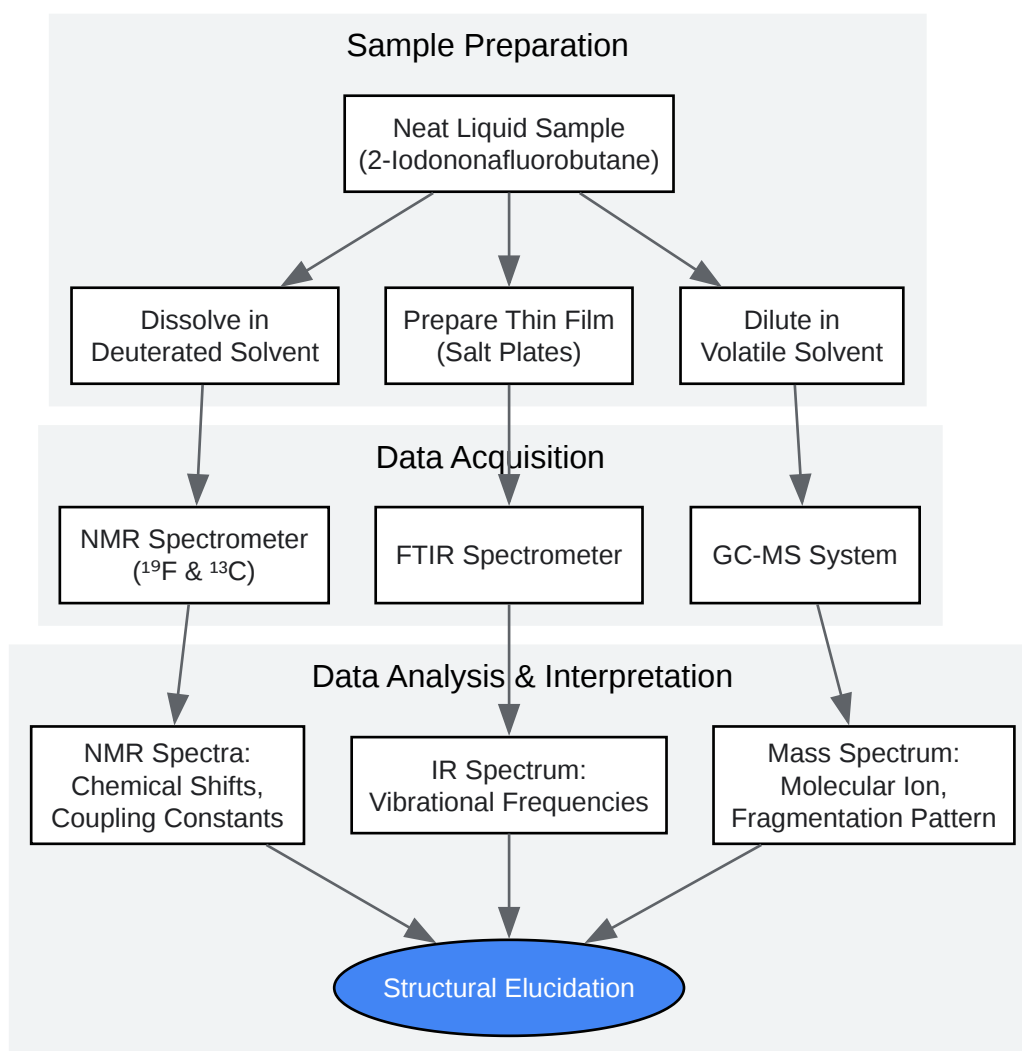 Sample Preparation
Neat Liquid Sample
(2-Iodononafluorobutane)
Dissolve in
Deuterated Solvent
Prepare Thin Film
(Salt Plates)
Dilute in
Volatile Solvent
Data Acquisition
NMR Spectrometer
(¹⁹F & ¹³C)
FTIR Spectrometer
GC-MS System
Data Analysis & Interpretation
NMR Spectra:
Chemical Shifts,
Coupling Constants
IR Spectrum:
Vibrational Frequencies
Mass Spectrum:
Molecular Ion,
Fragmentation Pattern
Structural Elucidation